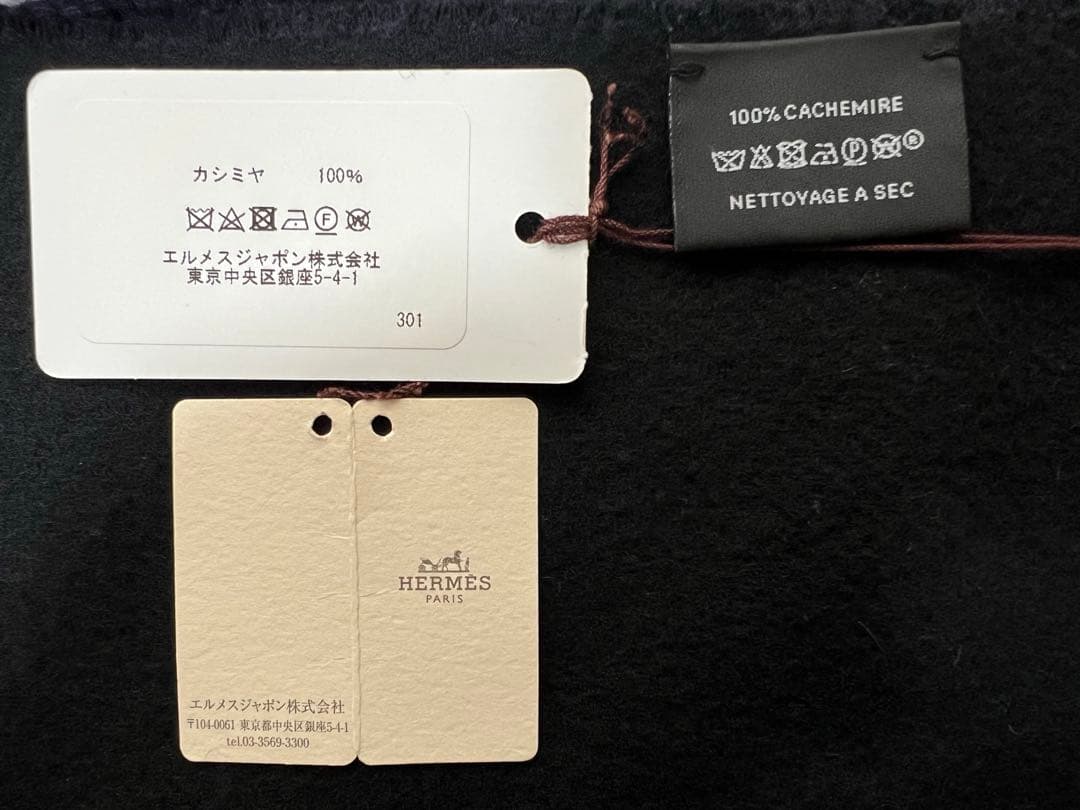 カシミヤ 100%
F W
エルメスジャポン株式会社
東京中央区銀座5-4-1
301
100% CACHEMIRE
P W ®
NETTOYAGE A SEC
HERMÈS
PARIS
エルメスジャポン株式会社
〒104-0061 東京都中央区銀座5-4-1
tel.03-3569-3300